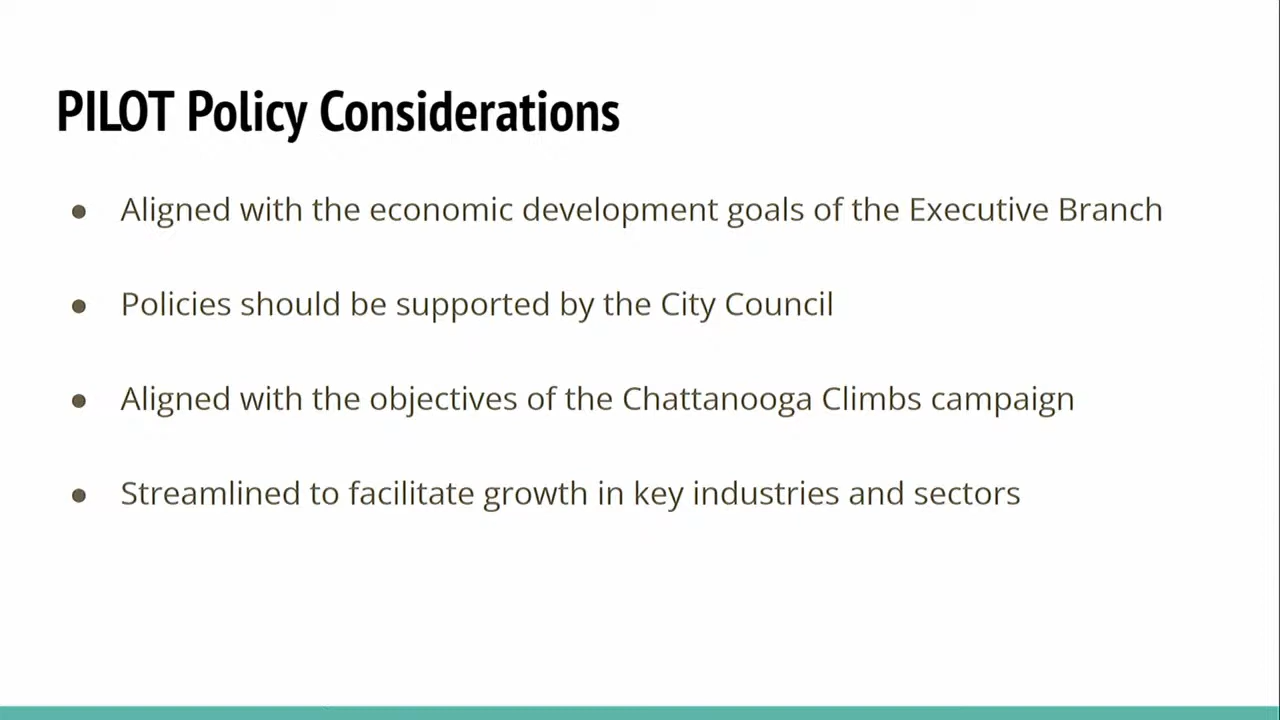 PILOT Policy Considerations
● Aligned with the economic development goals of the Executive Branch
● Policies should be supported by the City Council
● Aligned with the objectives of the Chattanooga Climbs campaign
● Streamlined to facilitate growth in key industries and sectors